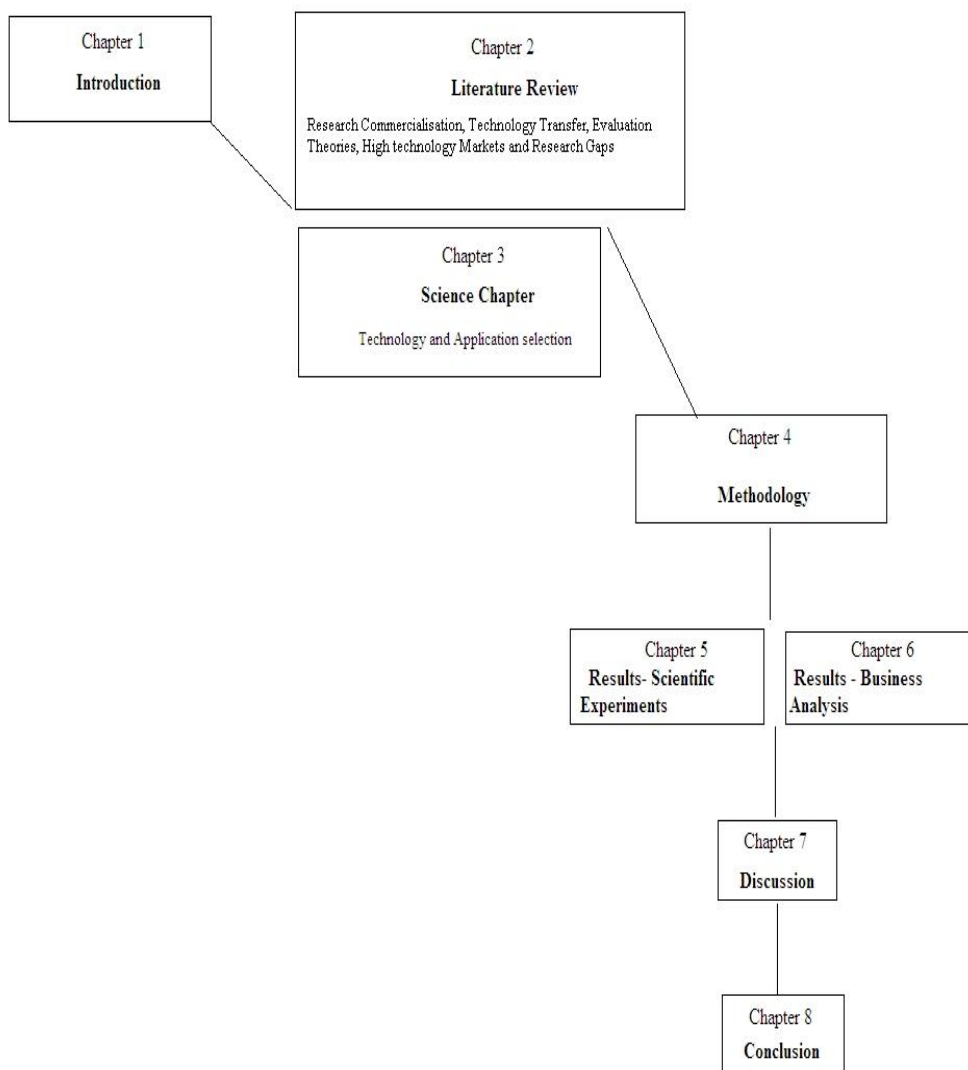 Chapter 1
Introduction
Chapter 2
Literature Review
Research Commercialisation, Technology Transfer, Evaluation
Theories, High technology Markets and Research Gaps
Chapter 3
Science Chapter
Technology and Application selection
Chapter 4
Methodology
Chapter 5
Results- Scientific
Experiments
Chapter 6
Results - Business
Analysis
Chapter 7
Discussion
Chapter 8
Conclusion